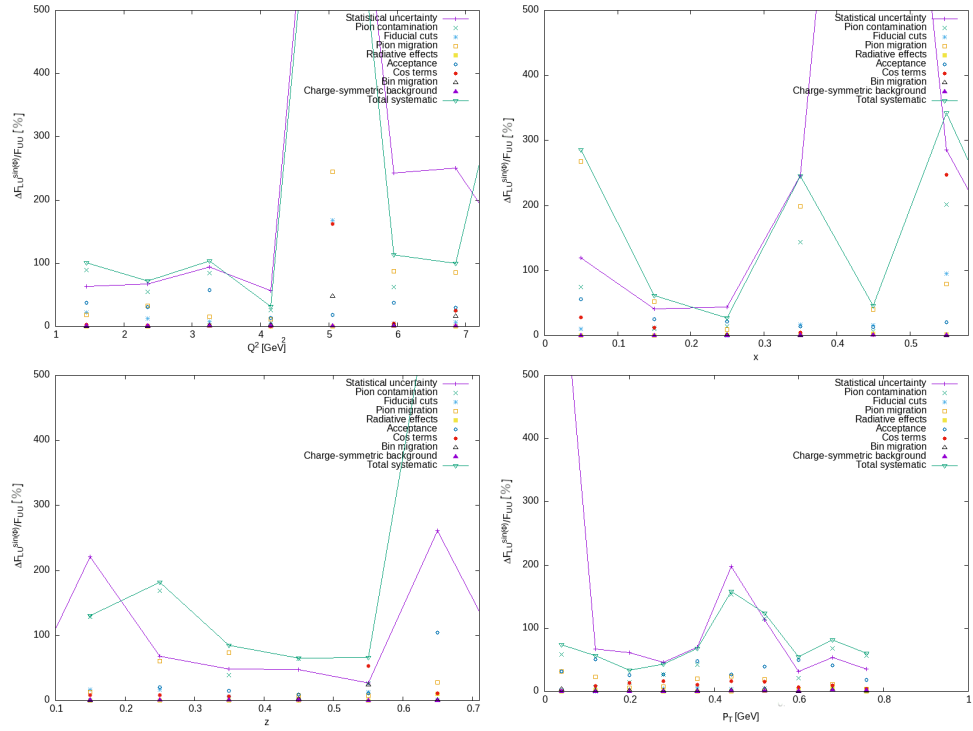 500
400
300
200
100
0
ΔF_LU^sin(Φ)/F_UU [%]
Statistical uncertainty
Pion contamination
Fiducial cuts
Pion migration
Radiative effects
Acceptance
Cos terms
Bin migration
Charge-symmetric background
Total systematic
1 2 3 4 5 6 7
Q² [GeV]²
500
400
300
200
100
0
ΔF_LU^sin(Φ)/F_UU [%]
Statistical uncertainty
Pion contamination
Fiducial cuts
Pion migration
Radiative effects
Acceptance
Cos terms
Bin migration
Charge-symmetric background
Total systematic
0 0.1 0.2 0.3 0.4 0.5
x
500
400
300
200
100
0
ΔF_LU^sin(Φ)/F_UU [%]
Statistical uncertainty
Pion contamination
Fiducial cuts
Pion migration
Radiative effects
Acceptance
Cos terms
Bin migration
Charge-symmetric background
Total systematic
0.1 0.2 0.3 0.4 0.5 0.6 0.7
z
500
400
300
200
100
0
ΔF_LU^sin(Φ)/F_UU [%]
Statistical uncertainty
Pion contamination
Fiducial cuts
Pion migration
Radiative effects
Acceptance
Cos terms
Bin migration
Charge-symmetric background
Total systematic
0 0.2 0.4 0.6 0.8 1
P_T [GeV]